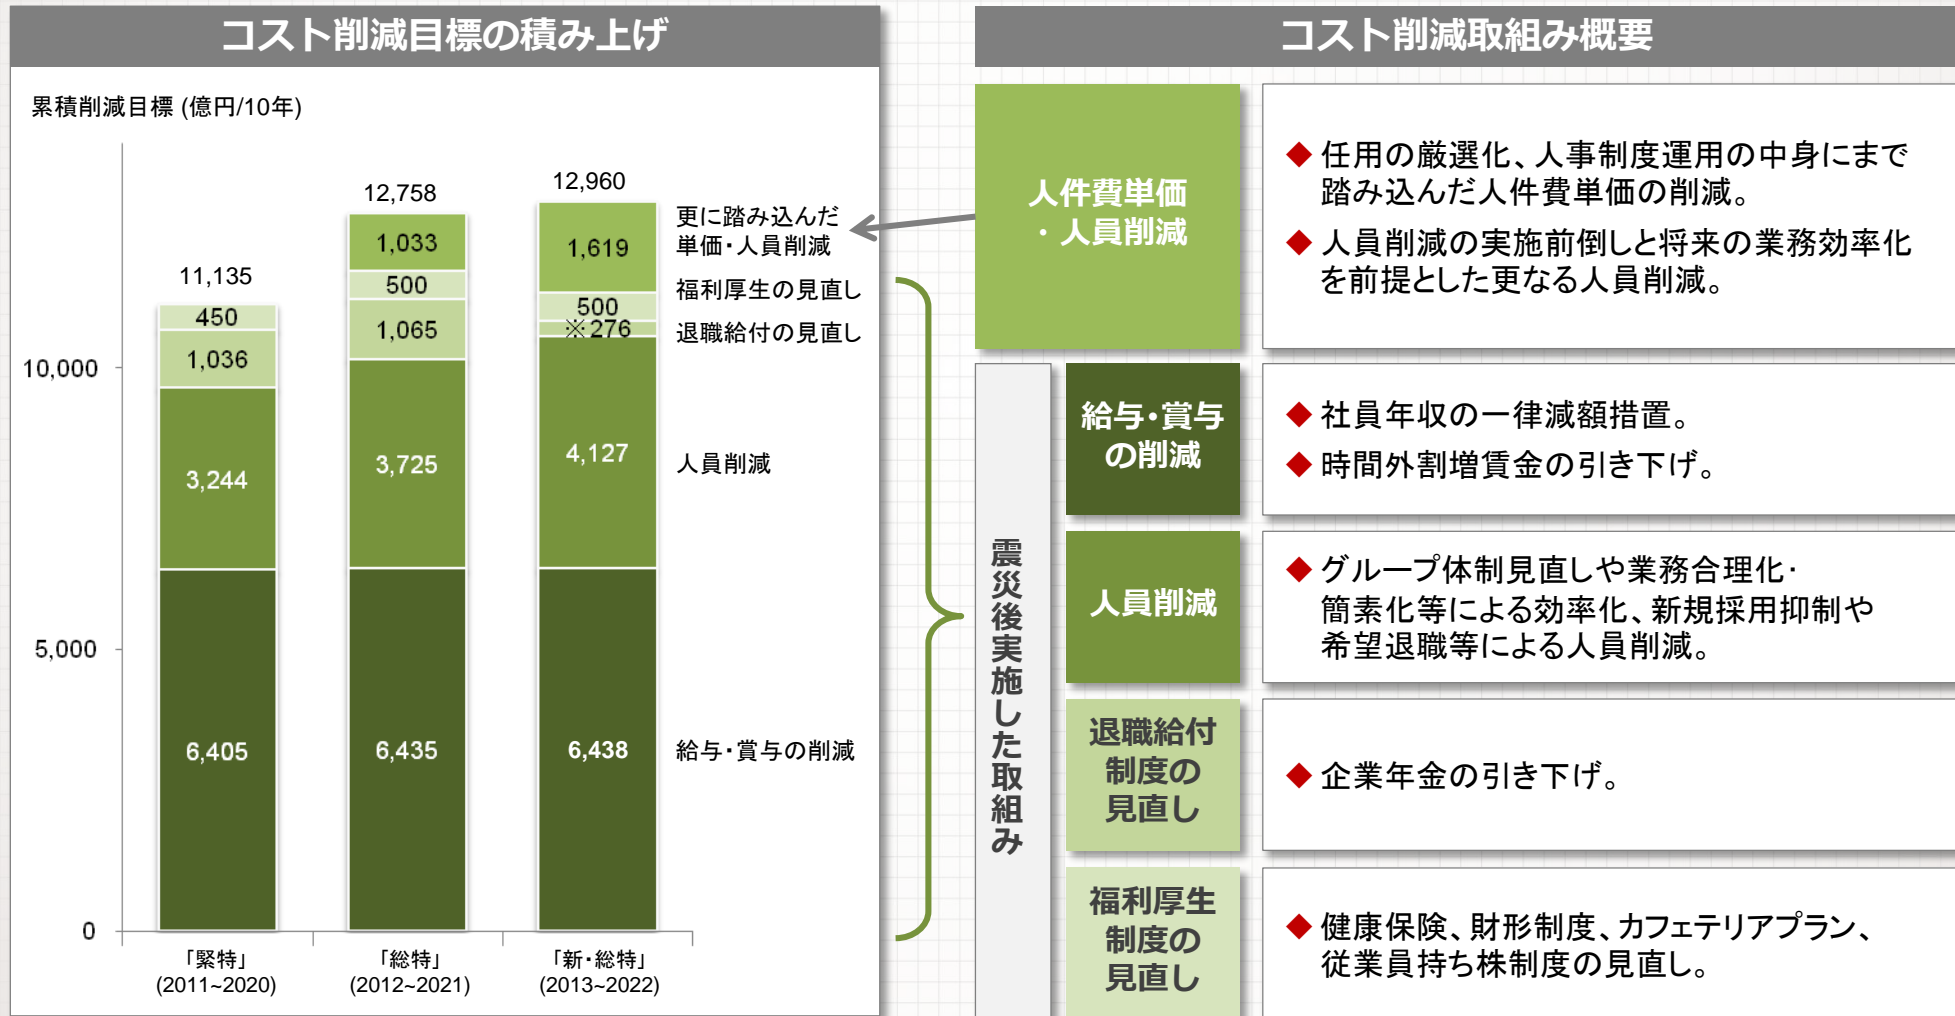 コスト削減目標の積み上げ
累積削減目標 (億円/10年)
12,758
12,960
11,135
1,033
1,619
更に踏み込んだ
単価・人員削減
450
500
500
福利厚生の見直し
1,036
1,065
※276
退職給付の見直し
10,000
3,244
3,725
4,127
人員削減
5,000
6,405
6,435
6,438
給与・賞与の削減
0
「緊特」
(2011~2020)
「総特」
(2012~2021)
「新・総特」
(2013~2022)
コスト削減取組み概要
人件費単価
・人員削減
◆ 任用の厳選化、人事制度運用の中身にまで
踏み込んだ人件費単価の削減。
◆ 人員削減の実施前倒しと将来の業務効率化
を前提とした更なる人員削減。
震災後実施した取組み
給与・賞与
の削減
◆ 社員年収の一律減額措置。
◆ 時間外割増賃金の引き下げ。
人員削減
◆ グループ体制見直しや業務合理化・
簡素化等による効率化、新規採用抑制や
希望退職等による人員削減。
退職給付
制度の
見直し
◆ 企業年金の引き下げ。
福利厚生
制度の
見直し
◆ 健康保険、財形制度、カフェテリアプラン、
従業員持ち株制度の見直し。